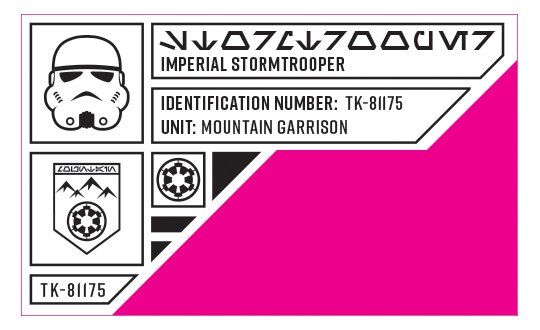 IMPERIAL STORMTROOPER
IDENTIFICATION NUMBER: TK-81175
UNIT: MOUNTAIN GARRISON
TK-81175